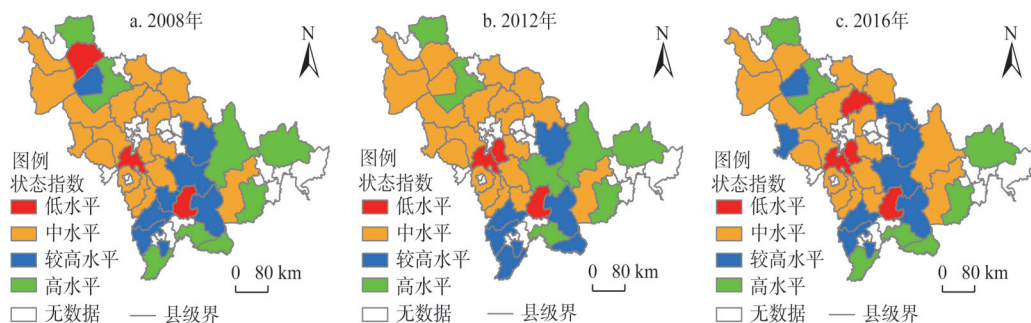 a. 2008年
N
图例
状态指数
低水平
中水平
较高水平
高水平
无数据
县级界
0 80 km
b. 2012年
N
图例
状态指数
低水平
中水平
较高水平
高水平
无数据
县级界
0 80 km
c. 2016年
N
图例
状态指数
低水平
中水平
较高水平
高水平
无数据
县级界
0 80 km